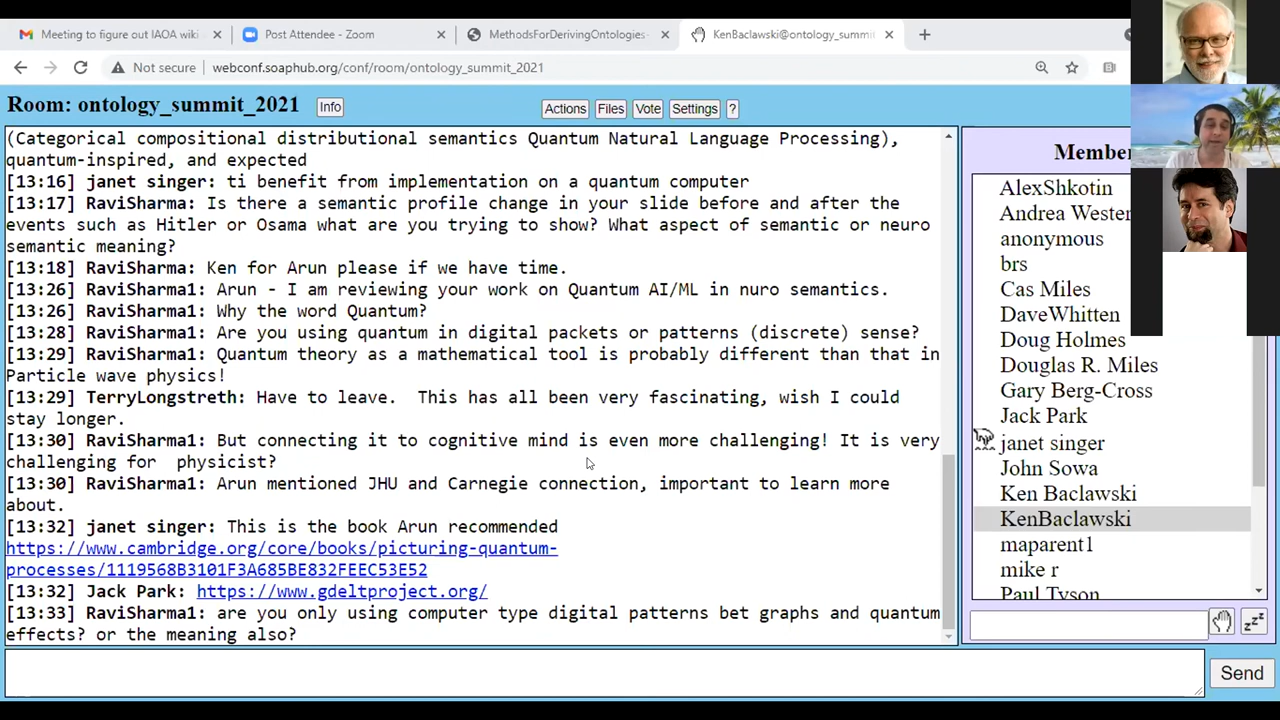 Meeting to figure out IAOA wiki
Post Attendee - Zoom
MethodsForDerivingOntologies-
KenBaclawski@ontology_summit
Not secure
webconf.soaphub.org/conf/room/ontology_summit_2021
Room: ontology_summit_2021
Info
Actions
Files
Vote
Settings
?
(Categorical compositional distributional semantics Quantum Natural Language Processing),
quantum-inspired, and expected
[13:16] janet singer: ti benefit from implementation on a quantum computer
[13:17] RaviSharma: Is there a semantic profile change in your slide before and after the
events such as Hitler or Osama what are you trying to show? What aspect of semantic or neuro
semantic meaning?
[13:18] RaviSharma: Ken for Arun please if we have time.
[13:26] RaviSharma1: Arun - I am reviewing your work on Quantum AI/ML in nuro semantics.
[13:26] RaviSharma1: Why the word Quantum?
[13:28] RaviSharma1: Are you using quantum in digital packets or patterns (discrete) sense?
[13:29] RaviSharma1: Quantum theory as a mathematical tool is probably different than that in
Particle wave physics!
[13:29] TerryLongstreth: Have to leave.  This has all been very fascinating, wish I could
stay longer.
[13:30] RaviSharma1: But connecting it to cognitive mind is even more challenging! It is very
challenging for  physicist?
[13:30] RaviSharma1: Arun mentioned JHU and Carnegie connection, important to learn more
about.
[13:32] janet singer: This is the book Arun recommended
https://www.cambridge.org/core/books/picturing-quantum-
processes/1119568B3101F3A685BE832FEEC53E52
[13:32] Jack Park: https://www.gdeltproject.org/
[13:33] RaviSharma1: are you only using computer type digital patterns bet graphs and quantum
effects? or the meaning also?
Member
AlexShkotin
Andrea Wester
anonymous
brs
Cas Miles
DaveWhitten
Doug Holmes
Douglas R. Miles
Gary Berg-Cross
Jack Park
janet singer
John Sowa
Ken Baclawski
KenBaclawski
maparent1
mike r
Paul Tyson
zzz
Send